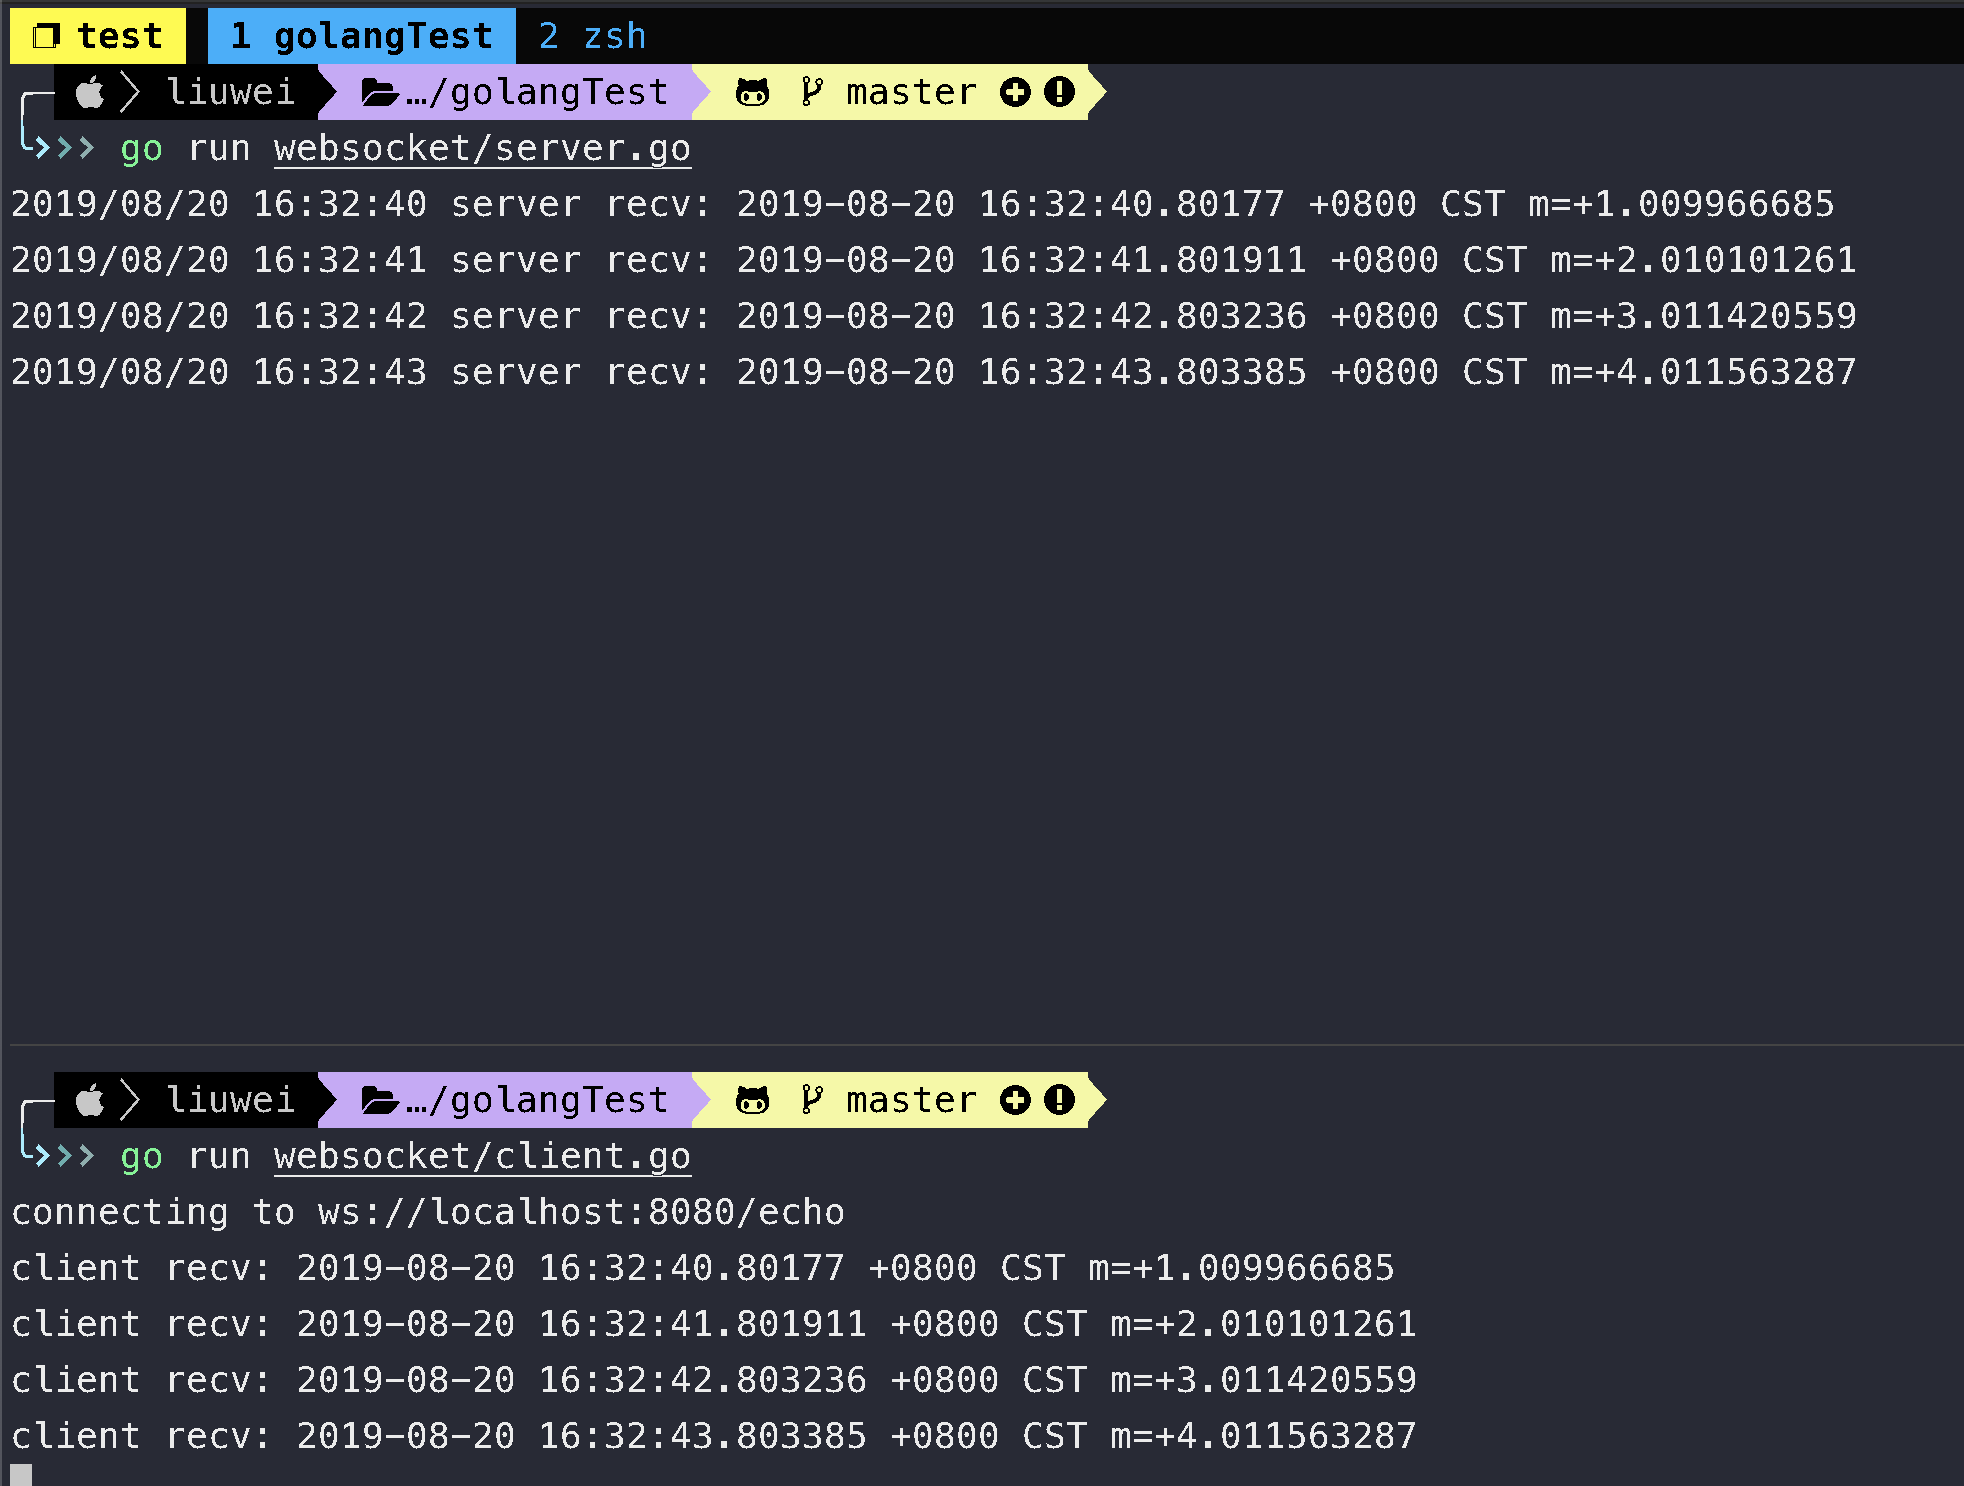 test 1 golangTest 2 zsh
liuwei …/golangTest master
go run websocket/server.go
2019/08/20 16:32:40 server recv: 2019-08-20 16:32:40.80177 +0800 CST m=+1.009966685
2019/08/20 16:32:41 server recv: 2019-08-20 16:32:41.801911 +0800 CST m=+2.010101261
2019/08/20 16:32:42 server recv: 2019-08-20 16:32:42.803236 +0800 CST m=+3.011420559
2019/08/20 16:32:43 server recv: 2019-08-20 16:32:43.803385 +0800 CST m=+4.011563287
liuwei …/golangTest master
go run websocket/client.go
connecting to ws://localhost:8080/echo
client recv: 2019-08-20 16:32:40.80177 +0800 CST m=+1.009966685
client recv: 2019-08-20 16:32:41.801911 +0800 CST m=+2.010101261
client recv: 2019-08-20 16:32:42.803236 +0800 CST m=+3.011420559
client recv: 2019-08-20 16:32:43.803385 +0800 CST m=+4.011563287